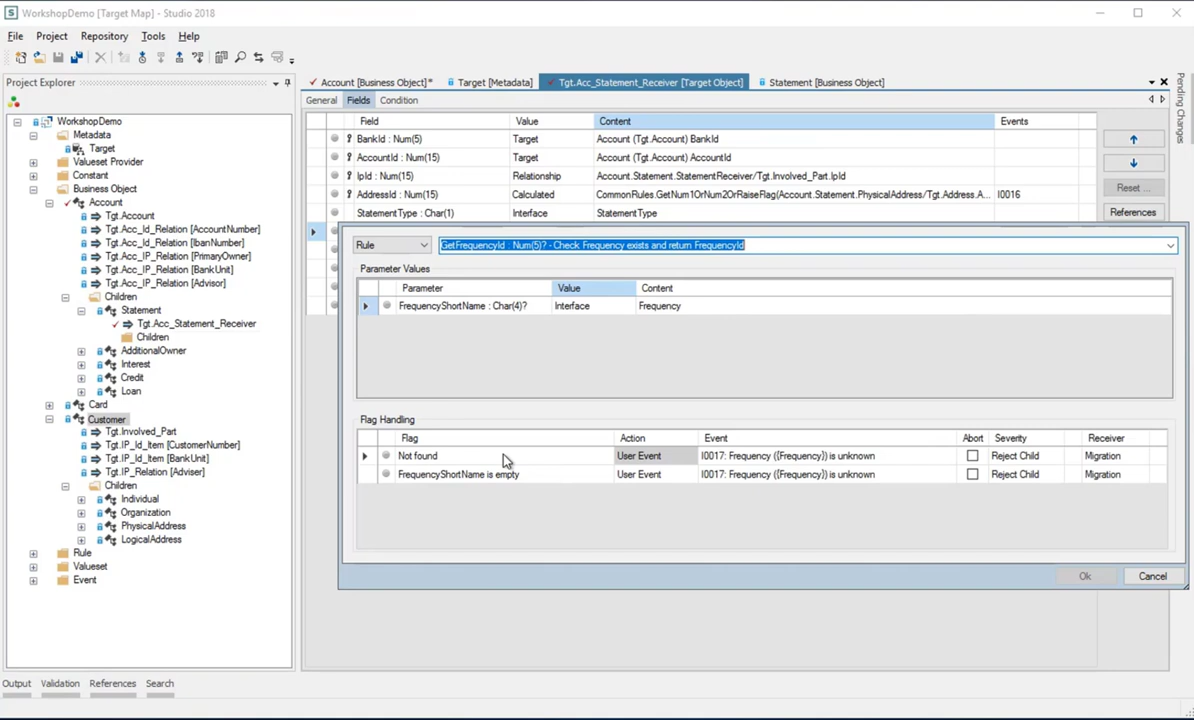 S WorkshopDemo [Target Map] - Studio 2018
File Project Repository Tools Help
Project Explorer
WorkshopDemo
Metadata
Target
Valueset Provider
Constant
Business Object
Account
Tgt.Account
Tgt.Acc_Id_Relation [AccountNumber]
Tgt.Acc_Id_Relation [IbanNumber]
Tgt.Acc_IP_Relation [PrimaryOwner]
Tgt.Acc_IP_Relation [BankUnit]
Tgt.Acc_IP_Relation [Advisor]
Children
Statement
Tgt.Acc_Statement_Receiver
Children
AdditionalOwner
Interest
Credit
Loan
Card
Customer
Tgt.Involved_Part
Tgt.IP_Id_Item [CustomerNumber]
Tgt.IP_Id_Item [BankUnit]
Tgt.IP_Relation [Adviser]
Children
Individual
Organization
PhysicalAddress
LogicalAddress
Rule
Valueset
Event
Account [Business Object]* Target [Metadata] Tgt.Acc_Statement_Receiver [Target Object] Statement [Business Object]
General Fields Condition
Field Value Content Events
BankId : Num(5) Target Account (Tgt.Account) BankId
AccountId : Num(15) Target Account (Tgt.Account) AccountId
IpId : Num(15) Relationship Account.Statement.StatementReceiver/Tgt.Involved_Part.IpId
AddressId : Num(15) Calculated CommonRules.GetNum1OrNum2OrRaiseFlag(Account.Statement.PhysicalAddress/Tgt.Address.A... I0016
StatementType : Char(1) Interface StatementType
Reset ...
References
Pending Changes
Rule GetFrequencyId : Num(5)? - Check Frequency exists and return FrequencyId
Parameter Values
Parameter Value Content
FrequencyShortName : Char(4)? Interface Frequency
Flag Handling
Flag Action Event Abort Severity Receiver
Not found User Event I0017: Frequency ({Frequency}) is unknown Reject Child Migration
FrequencyShortName is empty User Event I0017: Frequency ({Frequency}) is unknown Reject Child Migration
Ok Cancel
Output Validation References Search